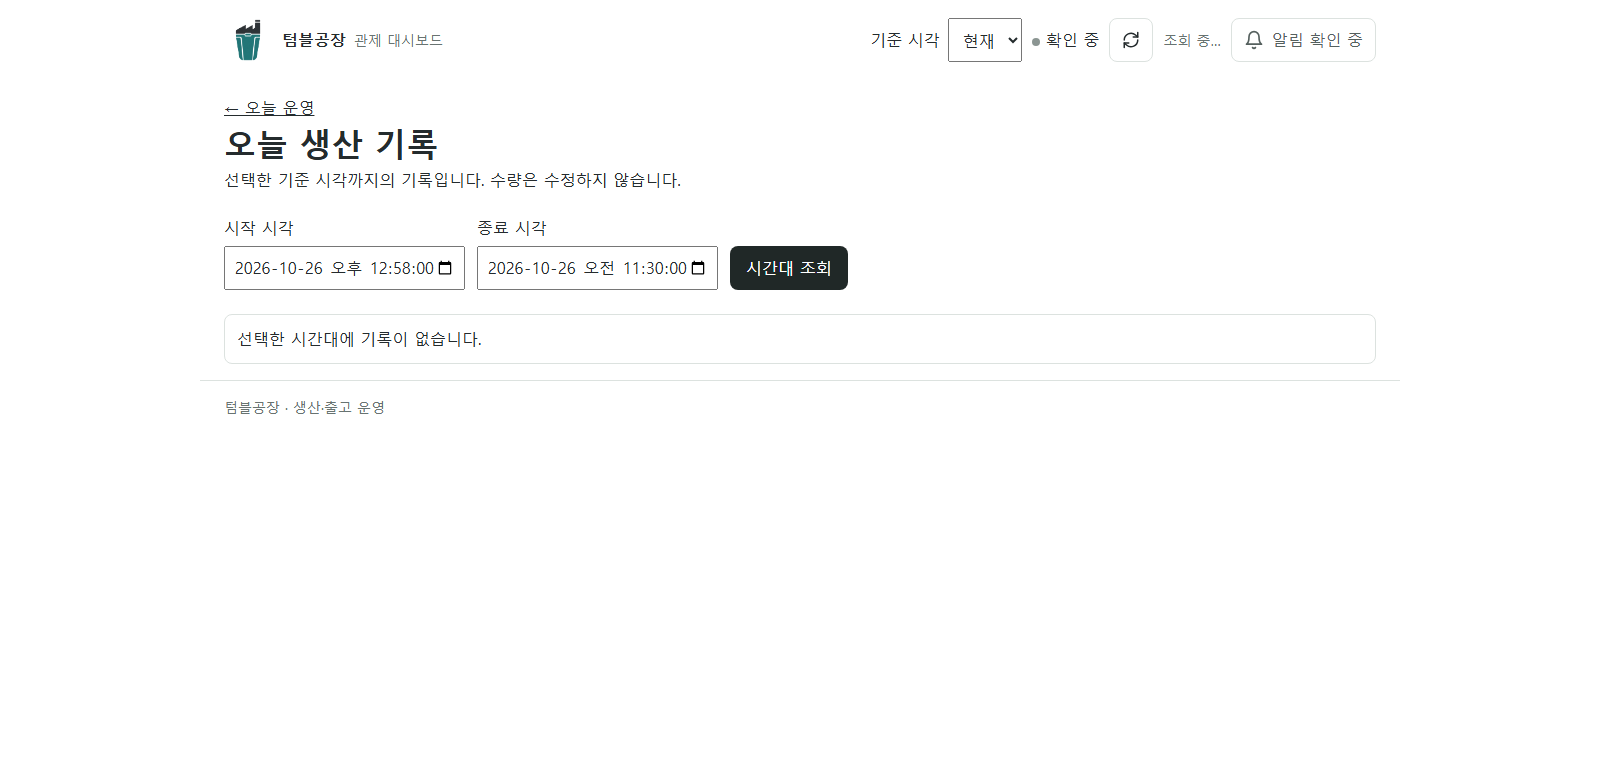 텀블공장 관제 대시보드
기준 시각 현재 확인 중 조회 중... 알림 확인 중
← 오늘 운영
오늘 생산 기록
선택한 기준 시각까지의 기록입니다. 수량은 수정하지 않습니다.
시작 시각 종료 시각
2026-10-26 오후 12:58:00 2026-10-26 오전 11:30:00 시간대 조회
선택한 시간대에 기록이 없습니다.
텀블공장 · 생산·출고 운영